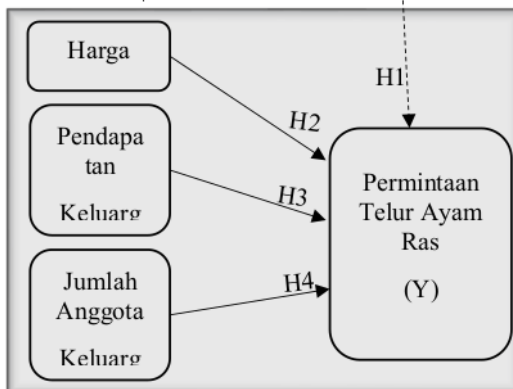 Harga
H1
H2
Pendapa
tan
Keluarg
H3
Permintaan
Telur Ayam
Ras
(Y)
Jumlah
Anggota
Keluarg
H4